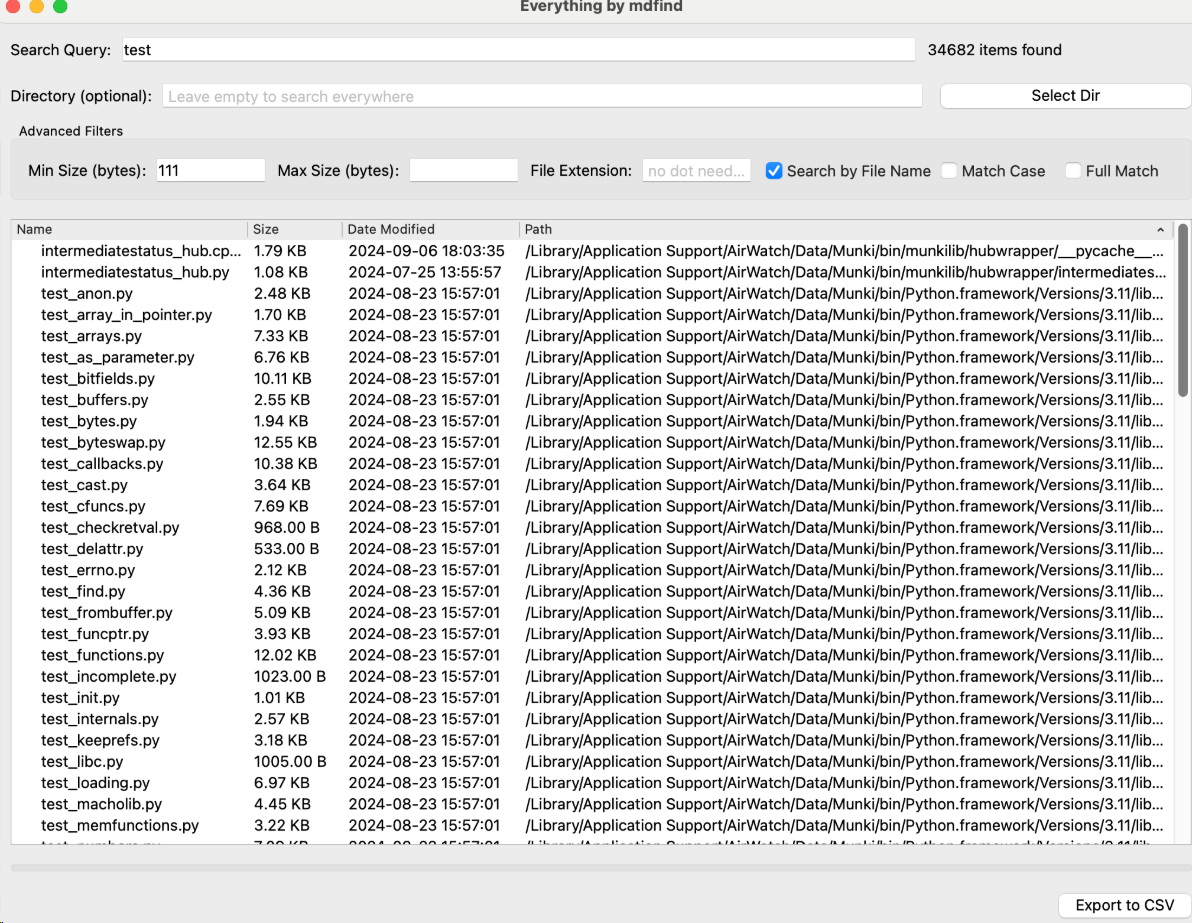 Everything by mdfind
Search Query: test 34682 items found
Directory (optional): Leave empty to search everywhere Select Dir
Advanced Filters
Min Size (bytes): 111 Max Size (bytes): File Extension: no dot need... Search by File Name Match Case Full Match
Name Size Date Modified Path
intermediatestatus_hub.cp... 1.79 KB 2024-09-06 18:03:35 /Library/Application Support/AirWatch/Data/Munki/bin/munkilib/hubwrapper/__pycache__...
intermediatestatus_hub.py 1.08 KB 2024-07-25 13:55:57 /Library/Application Support/AirWatch/Data/Munki/bin/munkilib/hubwrapper/intermediates...
test_anon.py 2.48 KB 2024-08-23 15:57:01 /Library/Application Support/AirWatch/Data/Munki/bin/Python.framework/Versions/3.11/lib...
test_array_in_pointer.py 1.70 KB 2024-08-23 15:57:01 /Library/Application Support/AirWatch/Data/Munki/bin/Python.framework/Versions/3.11/lib...
test_arrays.py 7.33 KB 2024-08-23 15:57:01 /Library/Application Support/AirWatch/Data/Munki/bin/Python.framework/Versions/3.11/lib...
test_as_parameter.py 6.76 KB 2024-08-23 15:57:01 /Library/Application Support/AirWatch/Data/Munki/bin/Python.framework/Versions/3.11/lib...
test_bitfields.py 10.11 KB 2024-08-23 15:57:01 /Library/Application Support/AirWatch/Data/Munki/bin/Python.framework/Versions/3.11/lib...
test_buffers.py 2.55 KB 2024-08-23 15:57:01 /Library/Application Support/AirWatch/Data/Munki/bin/Python.framework/Versions/3.11/lib...
test_bytes.py 1.94 KB 2024-08-23 15:57:01 /Library/Application Support/AirWatch/Data/Munki/bin/Python.framework/Versions/3.11/lib...
test_byteswap.py 12.55 KB 2024-08-23 15:57:01 /Library/Application Support/AirWatch/Data/Munki/bin/Python.framework/Versions/3.11/lib...
test_callbacks.py 10.38 KB 2024-08-23 15:57:01 /Library/Application Support/AirWatch/Data/Munki/bin/Python.framework/Versions/3.11/lib...
test_cast.py 3.64 KB 2024-08-23 15:57:01 /Library/Application Support/AirWatch/Data/Munki/bin/Python.framework/Versions/3.11/lib...
test_cfuncs.py 7.69 KB 2024-08-23 15:57:01 /Library/Application Support/AirWatch/Data/Munki/bin/Python.framework/Versions/3.11/lib...
test_checkretval.py 968.00 B 2024-08-23 15:57:01 /Library/Application Support/AirWatch/Data/Munki/bin/Python.framework/Versions/3.11/lib...
test_delattr.py 533.00 B 2024-08-23 15:57:01 /Library/Application Support/AirWatch/Data/Munki/bin/Python.framework/Versions/3.11/lib...
test_errno.py 2.12 KB 2024-08-23 15:57:01 /Library/Application Support/AirWatch/Data/Munki/bin/Python.framework/Versions/3.11/lib...
test_find.py 4.36 KB 2024-08-23 15:57:01 /Library/Application Support/AirWatch/Data/Munki/bin/Python.framework/Versions/3.11/lib...
test_frombuffer.py 5.09 KB 2024-08-23 15:57:01 /Library/Application Support/AirWatch/Data/Munki/bin/Python.framework/Versions/3.11/lib...
test_funcptr.py 3.93 KB 2024-08-23 15:57:01 /Library/Application Support/AirWatch/Data/Munki/bin/Python.framework/Versions/3.11/lib...
test_functions.py 12.02 KB 2024-08-23 15:57:01 /Library/Application Support/AirWatch/Data/Munki/bin/Python.framework/Versions/3.11/lib...
test_incomplete.py 1023.00 B 2024-08-23 15:57:01 /Library/Application Support/AirWatch/Data/Munki/bin/Python.framework/Versions/3.11/lib...
test_init.py 1.01 KB 2024-08-23 15:57:01 /Library/Application Support/AirWatch/Data/Munki/bin/Python.framework/Versions/3.11/lib...
test_internals.py 2.57 KB 2024-08-23 15:57:01 /Library/Application Support/AirWatch/Data/Munki/bin/Python.framework/Versions/3.11/lib...
test_keeprefs.py 3.18 KB 2024-08-23 15:57:01 /Library/Application Support/AirWatch/Data/Munki/bin/Python.framework/Versions/3.11/lib...
test_libc.py 1005.00 B 2024-08-23 15:57:01 /Library/Application Support/AirWatch/Data/Munki/bin/Python.framework/Versions/3.11/lib...
test_loading.py 6.97 KB 2024-08-23 15:57:01 /Library/Application Support/AirWatch/Data/Munki/bin/Python.framework/Versions/3.11/lib...
test_macholib.py 4.45 KB 2024-08-23 15:57:01 /Library/Application Support/AirWatch/Data/Munki/bin/Python.framework/Versions/3.11/lib...
test_memfunctions.py 3.22 KB 2024-08-23 15:57:01 /Library/Application Support/AirWatch/Data/Munki/bin/Python.framework/Versions/3.11/lib...
Export to CSV